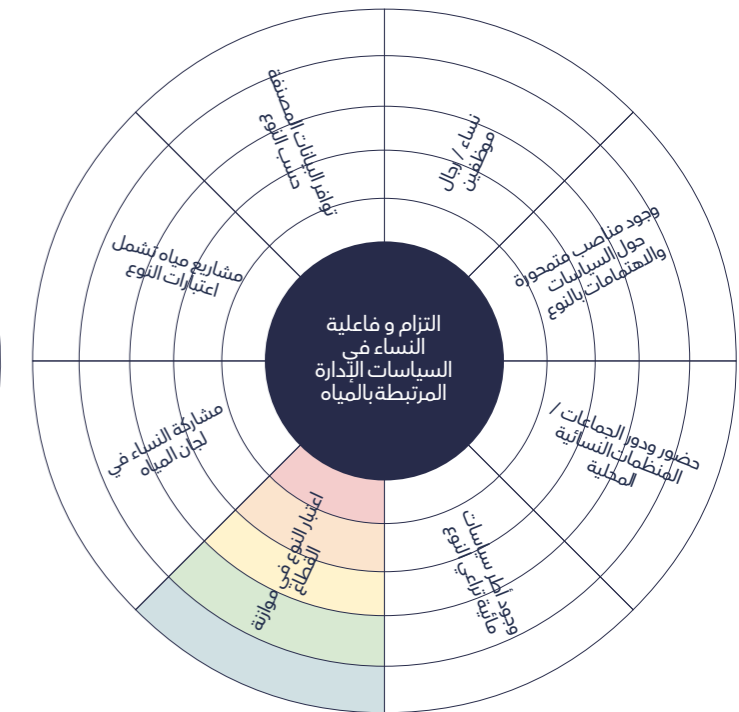 التزام و فاعلية
النساء في
السياسات الإدارة
المرتبطة بالمياه
نساء / رجال
موظفين
وجود مناصب متمحورة
حول السياسات
والاهتمامات بالنوع
حضور ودور الجماعات /
المنظمات النسائية
المحلية
وجود أطر سياسات
مائية تراعي النوع
اعتبار النوع في موازنة
القطاع
مشاركة النساء في
لجان المياه
مشاريع مياه تشمل
اعتبارات النوع
توافر البيانات المصنفة
حسب النوع